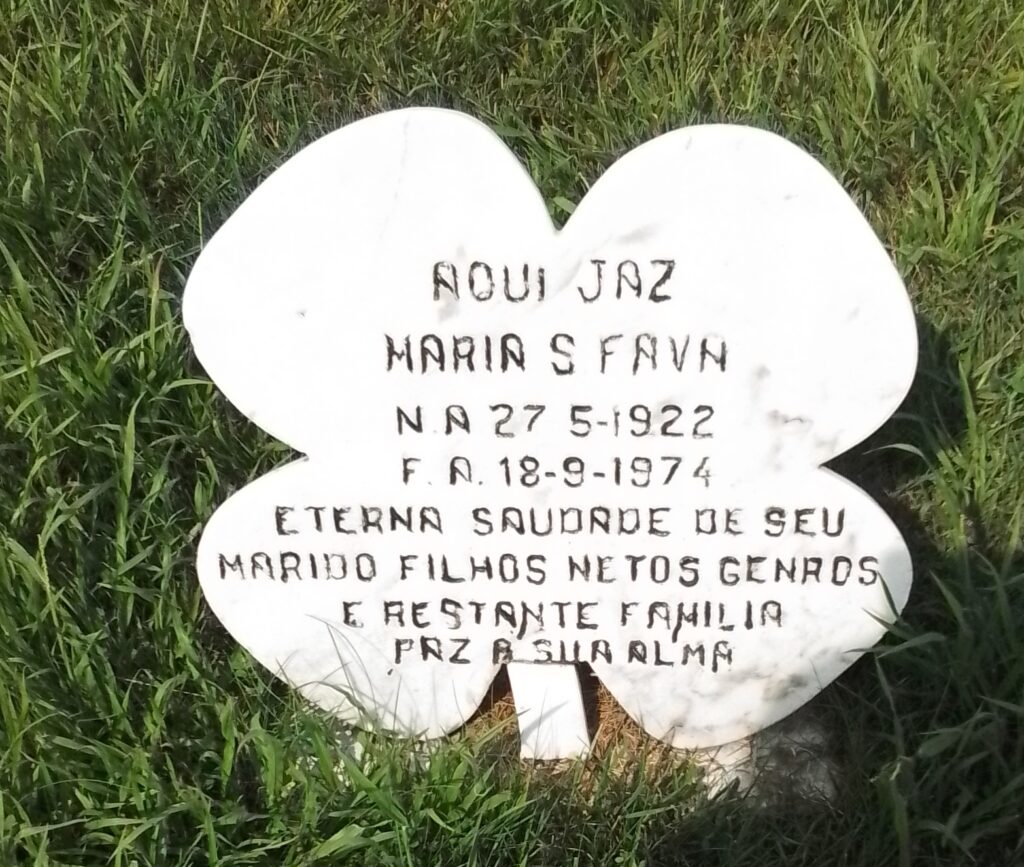 AQUI JAZ
MARIA S FAVA
N.A 27 5-1922
F. A. 18-9-1974
ETERNA SAUDADE DE SEU
MARIDO FILHOS NETOS GENROS
E RESTANTE FAMILIA
PAZ A SUA ALMA